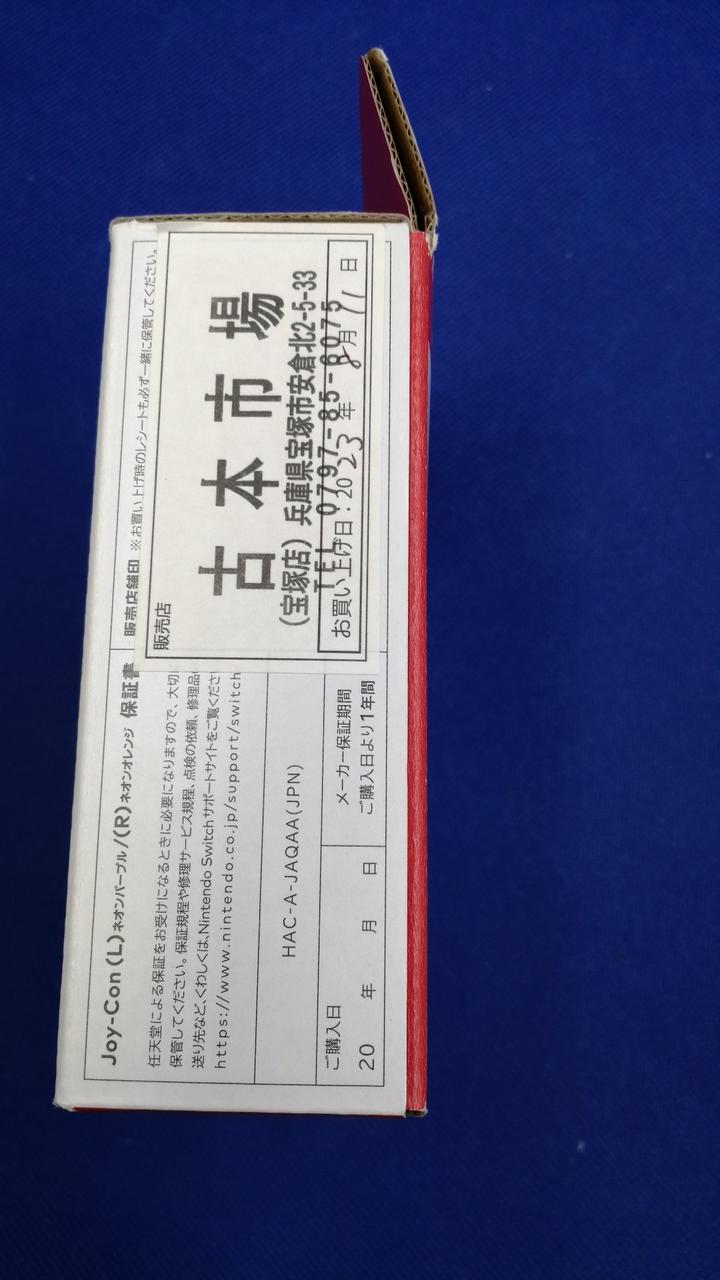 Joy-Con(L)ネオンパープル/(R)ネオンオレンジ 保証書
任天堂による保証をお受けになるときに必要になりますので、大切
保管してください。保証規程や修理サービス規程、点検の依頼、修理品
送り先など、くわしくは、Nintendo Switchサポートサイトをご覧くださ
https://www.nintendo.co.jp/support/switch
HAC-A-JAQAA(JPN)
ご購入日
20 年 月 日
メーカー保証期間
ご購入日より1年間
販売店舗印 ※お買い上げ時のレシートも必ず一緒に保管してください。
販売店
古本市場
(宝塚店) 兵庫県宝塚市安倉北2-5-33
TEL 0797-85-6075
お買い上げ日:2023年 月 11 日